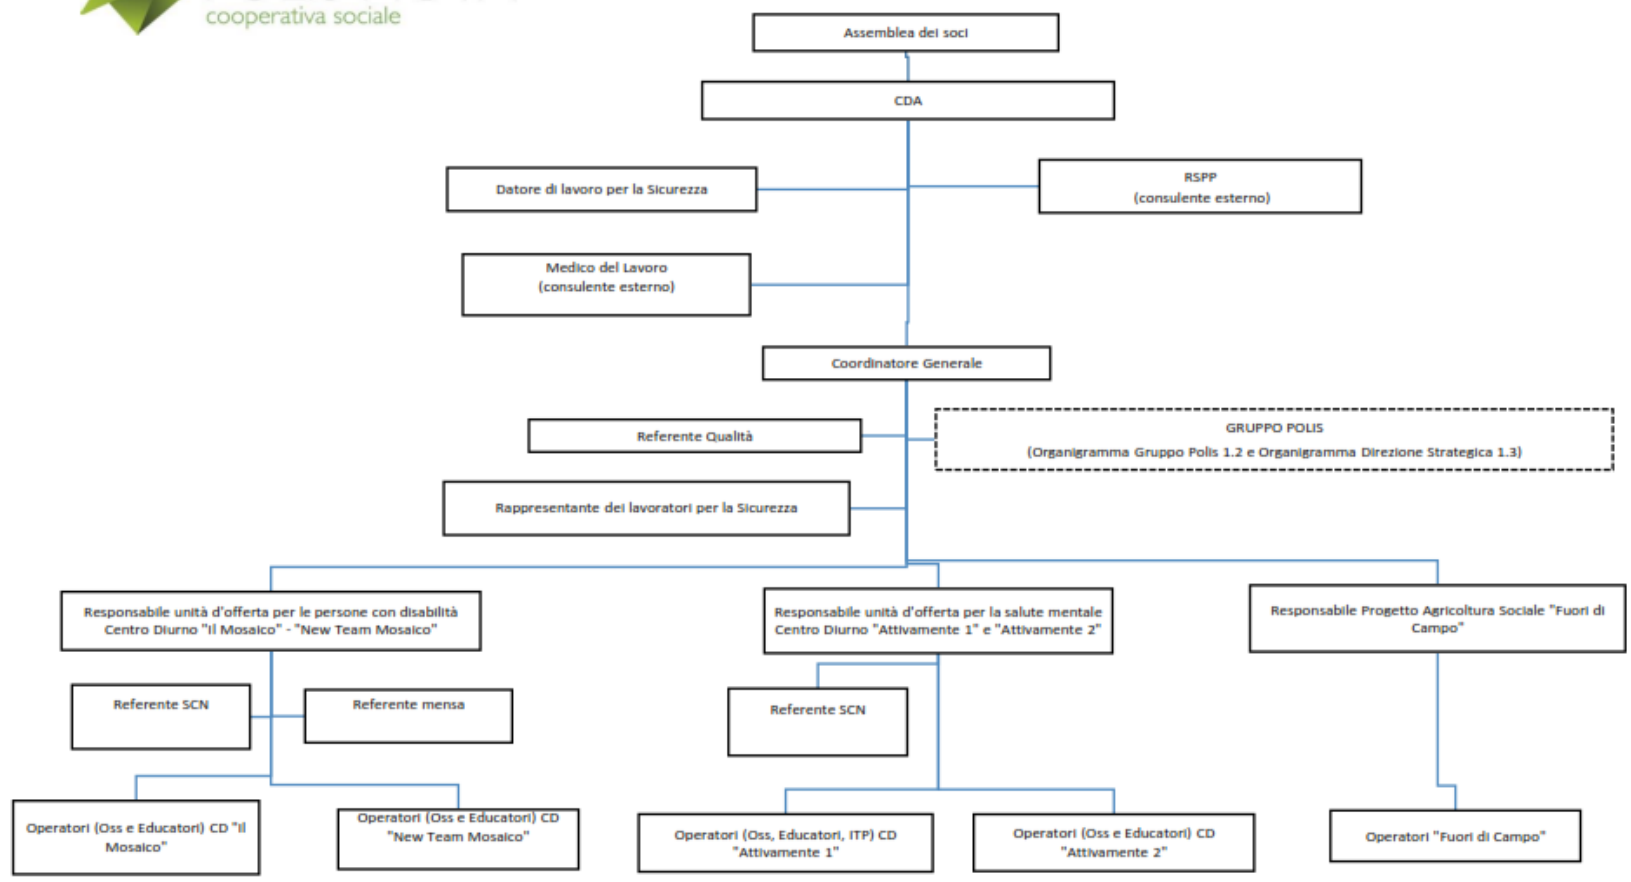 cooperativa sociale
Assemblea dei soci
CDA
Datore di lavoro per la Sicurezza
RSPP
(consulente esterno)
Medico del Lavoro
(consulente esterno)
Coordinatore Generale
Referente Qualità
GRUPPO POLIS
(Organigramma Gruppo Polis 1.2 e Organigramma Direzione Strategica 1.3)
Rappresentante dei lavoratori per la Sicurezza
Responsabile unità d'offerta per le persone con disabilità
Centro Diurno "Il Mosaico" - "New Team Mosaico"
Responsabile unità d'offerta per la salute mentale
Centro Diurno "Attivamente 1" e "Attivamente 2"
Responsabile Progetto Agricoltura Sociale "Fuori di
Campo"
Referente SCN
Referente mensa
Referente SCN
Operatori (Oss e Educatori) CD "Il
Mosaico"
Operatori (Oss e Educatori) CD
"New Team Mosaico"
Operatori (Oss, Educatori, ITP) CD
"Attivamente 1"
Operatori (Oss e Educatori) CD
"Attivamente 2"
Operatori "Fuori di Campo"